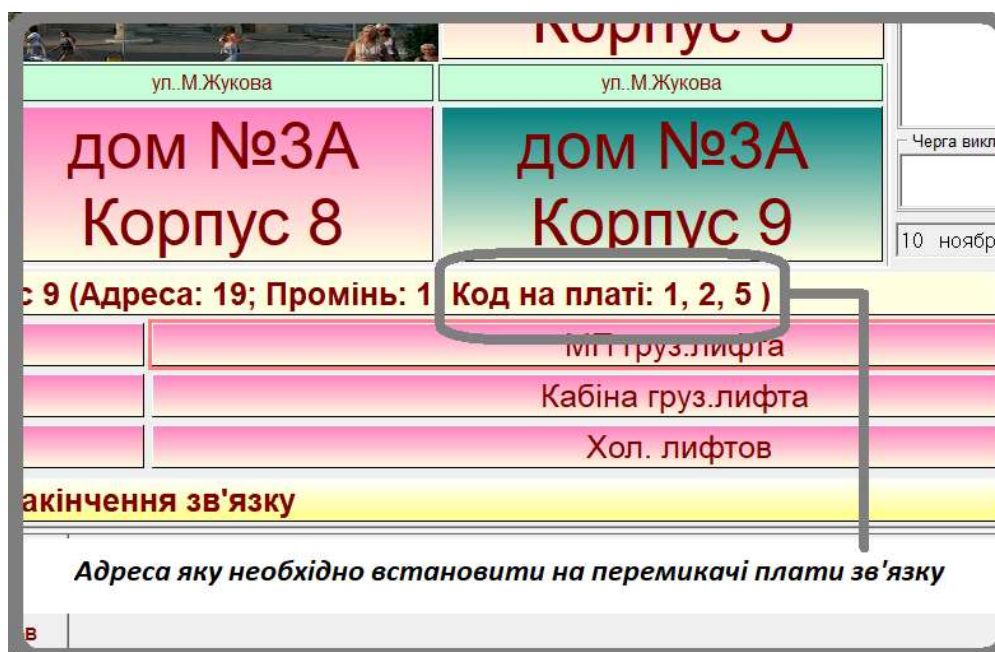 Корпус 5
ул..М.Жукова
ул..М.Жукова
дом №3А
Корпус 8
дом №3А
Корпус 9
Черга викл
10 ноябр
с 9 (Адреса: 19; Промінь: 1 Код на платі: 1, 2, 5 )
МП груз.лифта
Кабіна груз.лифта
Хол. лифтов
акінчення зв'язку
Адреса яку необхідно встановити на перемикачі плати зв'язку
в